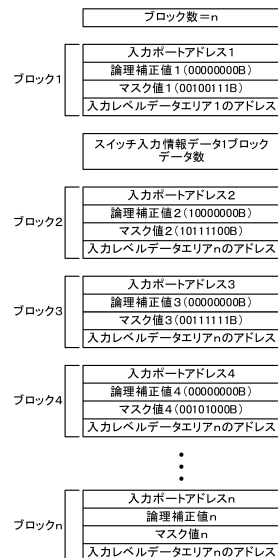 ブロック数=n
ブロック1
入力ポートアドレス1
論理補正値1(00000000B)
マスク値1(00100111B)
入力レベルデータエリア1のアドレス
スイッチ入力情報データ1ブロック
データ数
ブロック2
入力ポートアドレス2
論理補正値2(10000000B)
マスク値2(10111100B)
入力レベルデータエリアnのアドレス
ブロック3
入力ポートアドレス3
論理補正値3(00000000B)
マスク値3(00111111B)
入力レベルデータエリアnのアドレス
ブロック4
入力ポートアドレス4
論理補正値4(00000000B)
マスク値4(00101000B)
入力レベルデータエリアnのアドレス
ブロックn
入力ポートアドレスn
論理補正値n
マスク値n
入力レベルデータエリアnのアドレス